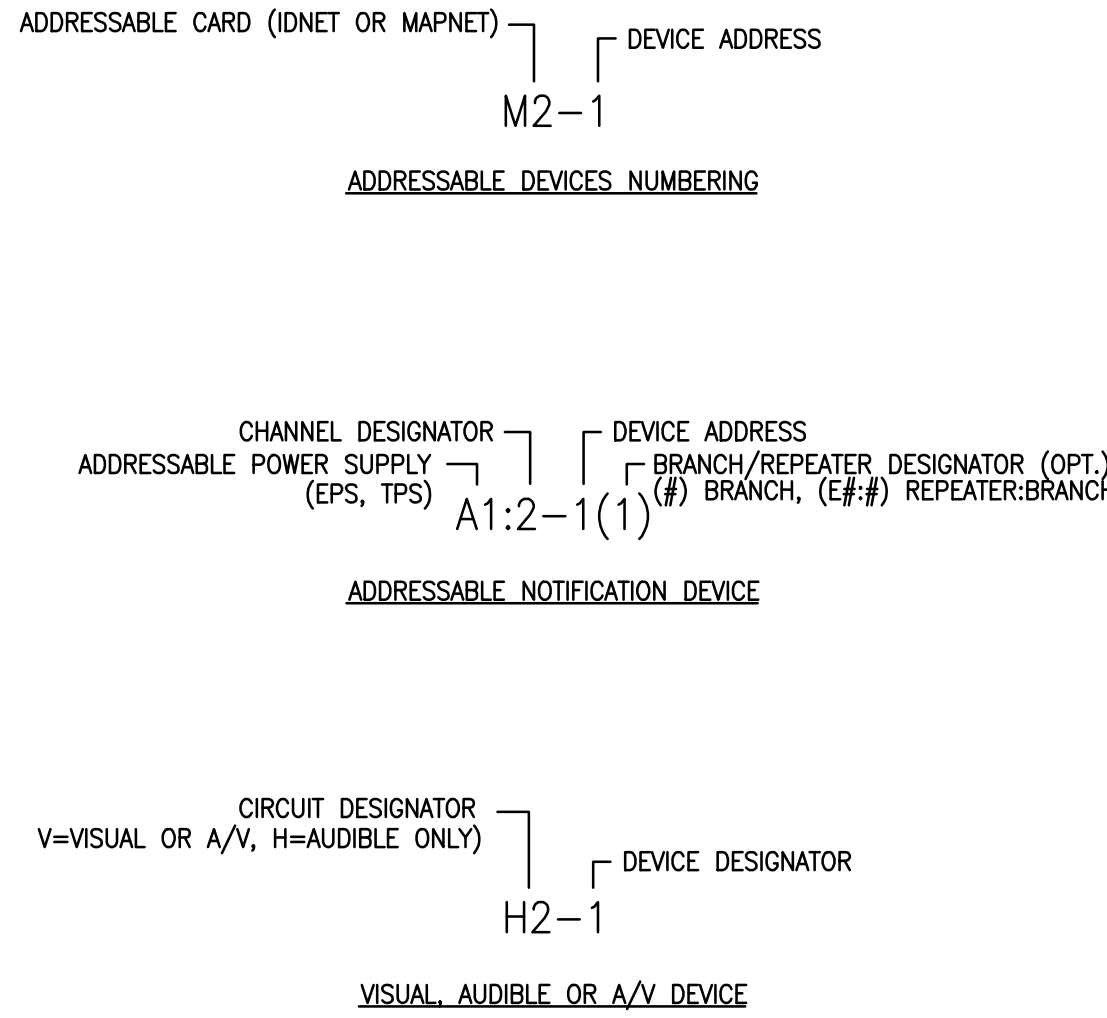 ADDRESSABLE CARD (IDNET OR MAPNET)
DEVICE ADDRESS
M2-1
ADDRESSABLE DEVICES NUMBERING
CHANNEL DESIGNATOR
DEVICE ADDRESS
ADDRESSABLE POWER SUPPLY
(EPS, TPS)
BRANCH/REPEATER DESIGNATOR (OPT.)
(#) BRANCH, (E#:#) REPEATER:BRANCH
A1:2-1(1)
ADDRESSABLE NOTIFICATION DEVICE
CIRCUIT DESIGNATOR
V=VISUAL OR A/V, H=AUDIBLE ONLY)
DEVICE DESIGNATOR
H2-1
VISUAL, AUDIBLE OR A/V DEVICE